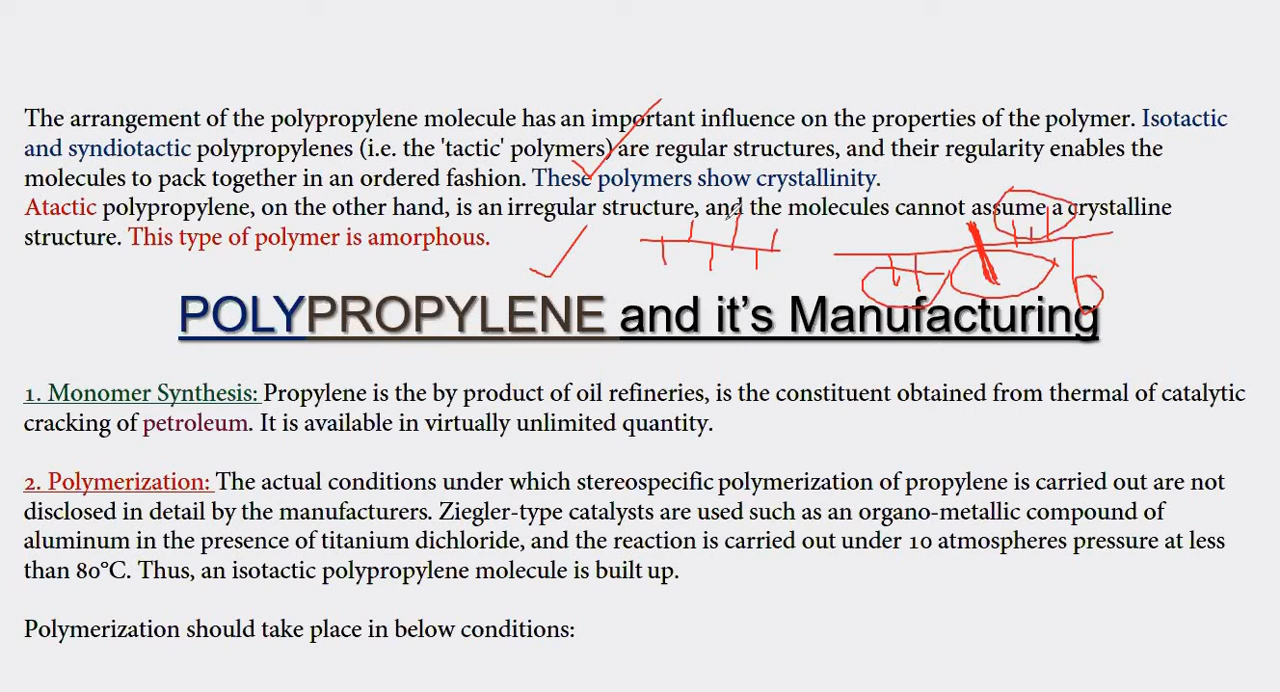 The arrangement of the polypropylene molecule has an important influence on the properties of the polymer. Isotactic
and syndiotactic polypropylenes (i.e. the 'tactic' polymers) are regular structures, and their regularity enables the
molecules to pack together in an ordered fashion. These polymers show crystallinity.
Atactic polypropylene, on the other hand, is an irregular structure, and the molecules cannot assume a crystalline
structure. This type of polymer is amorphous.
POLYPROPYLENE and it's Manufacturing
1. Monomer Synthesis: Propylene is the by product of oil refineries, is the constituent obtained from thermal of catalytic
cracking of petroleum. It is available in virtually unlimited quantity.
2. Polymerization: The actual conditions under which stereospecific polymerization of propylene is carried out are not
disclosed in detail by the manufacturers. Ziegler-type catalysts are used such as an organo-metallic compound of
aluminum in the presence of titanium dichloride, and the reaction is carried out under 10 atmospheres pressure at less
than 80°C. Thus, an isotactic polypropylene molecule is built up.
Polymerization should take place in below conditions: